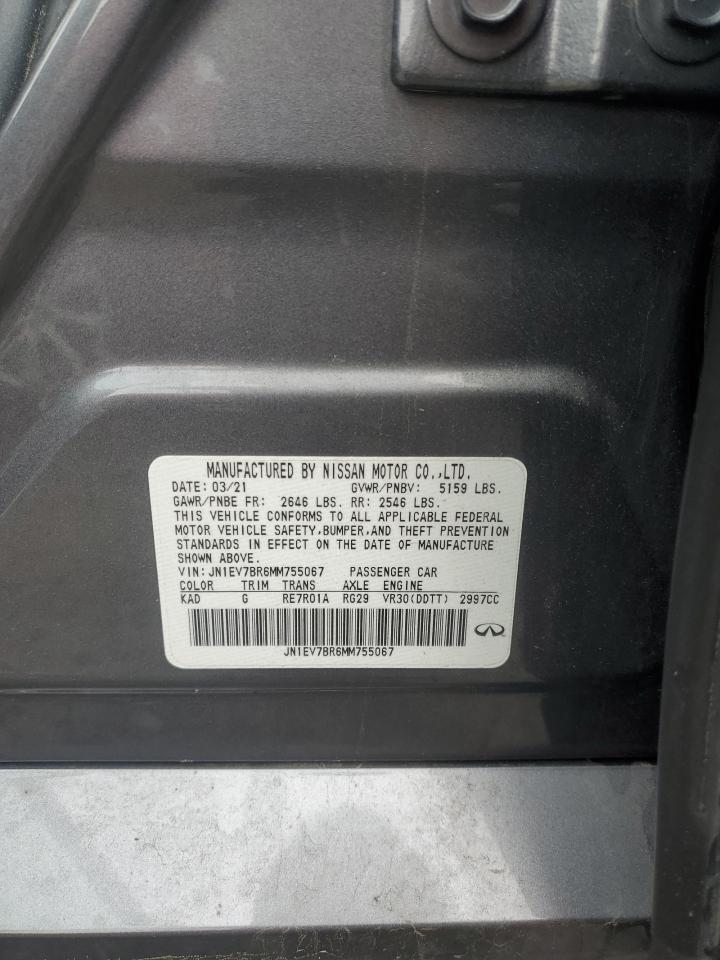 MANUFACTURED BY NISSAN MOTOR CO.,LTD.
DATE: 03/21 GVWR/PNBV: 5159 LBS.
GAWR/PNBE FR: 2646 LBS. RR: 2546 LBS.
THIS VEHICLE CONFORMS TO ALL APPLICABLE FEDERAL
MOTOR VEHICLE SAFETY,BUMPER,AND THEFT PREVENTION
STANDARDS IN EFFECT ON THE DATE OF MANUFACTURE
SHOWN ABOVE.
VIN: JN1EV7BR6MM755067 PASSENGER CAR
COLOR TRIM TRANS AXLE ENGINE
KAD G RE7R01A RG29 VR30(DDTT) 2997CC
JN1EV7BR6MM755067